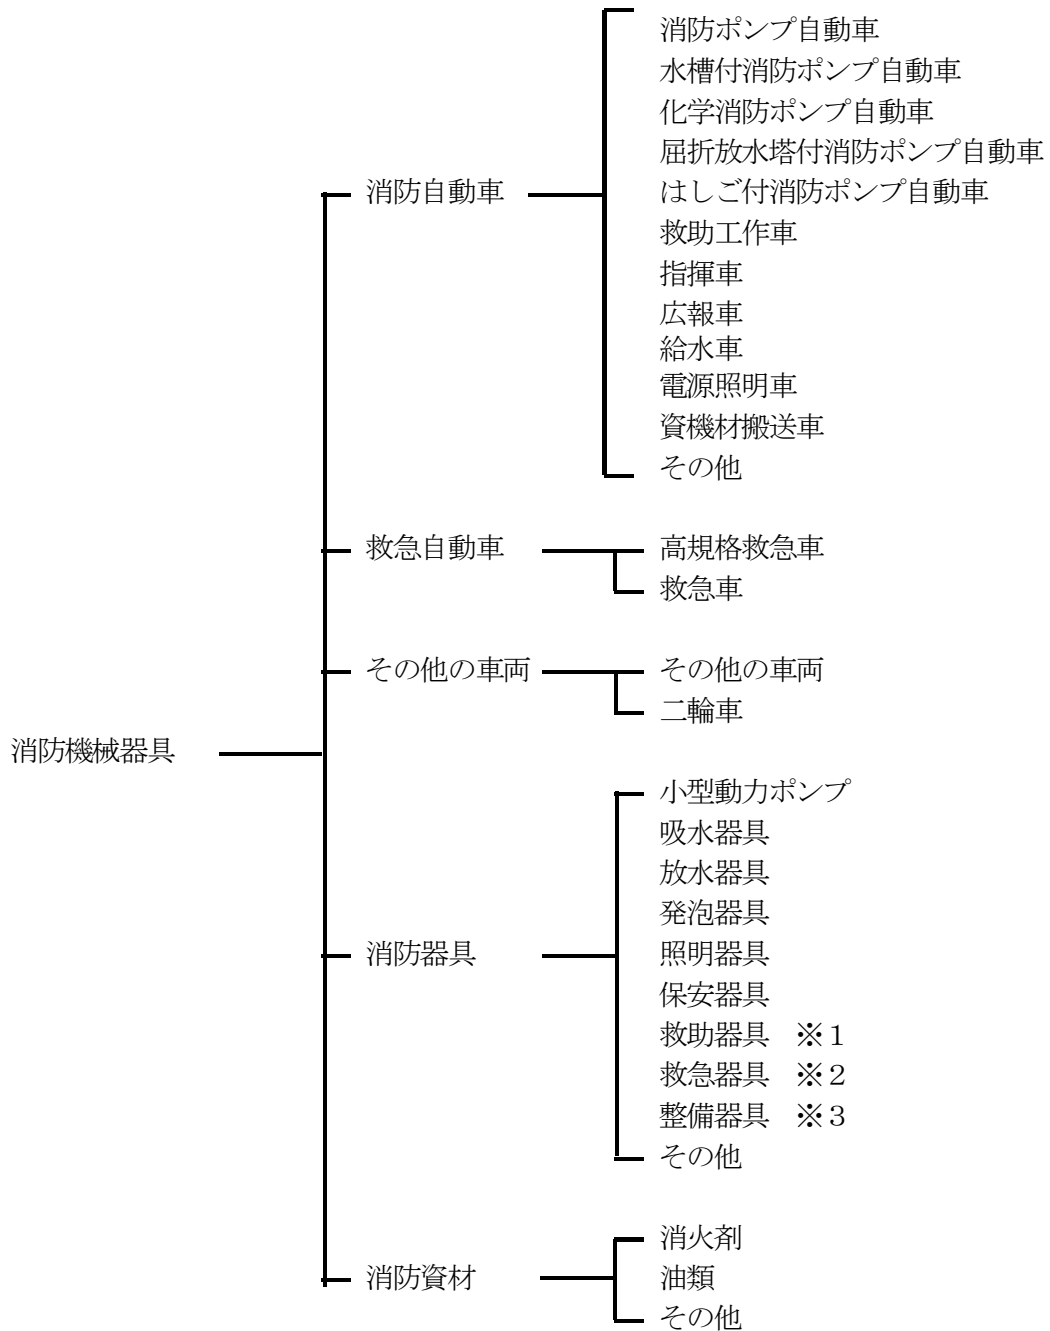 消防ポンプ自動車
水槽付消防ポンプ自動車
化学消防ポンプ自動車
屈折放水塔付消防ポンプ自動車
消防自動車
はしご付消防ポンプ自動車
救助工作車
指揮車
広報車
給水車
電源照明車
資機材搬送車
その他
救急自動車
高規格救急車
救急車
その他の車両
その他の車両
二輪車
消防機械器具
小型動力ポンプ
吸水器具
放水器具
発泡器具
消防器具
照明器具
保安器具
救助器具 ※1
救急器具 ※2
整備器具 ※3
その他
消火剤
消防資材
油類
その他